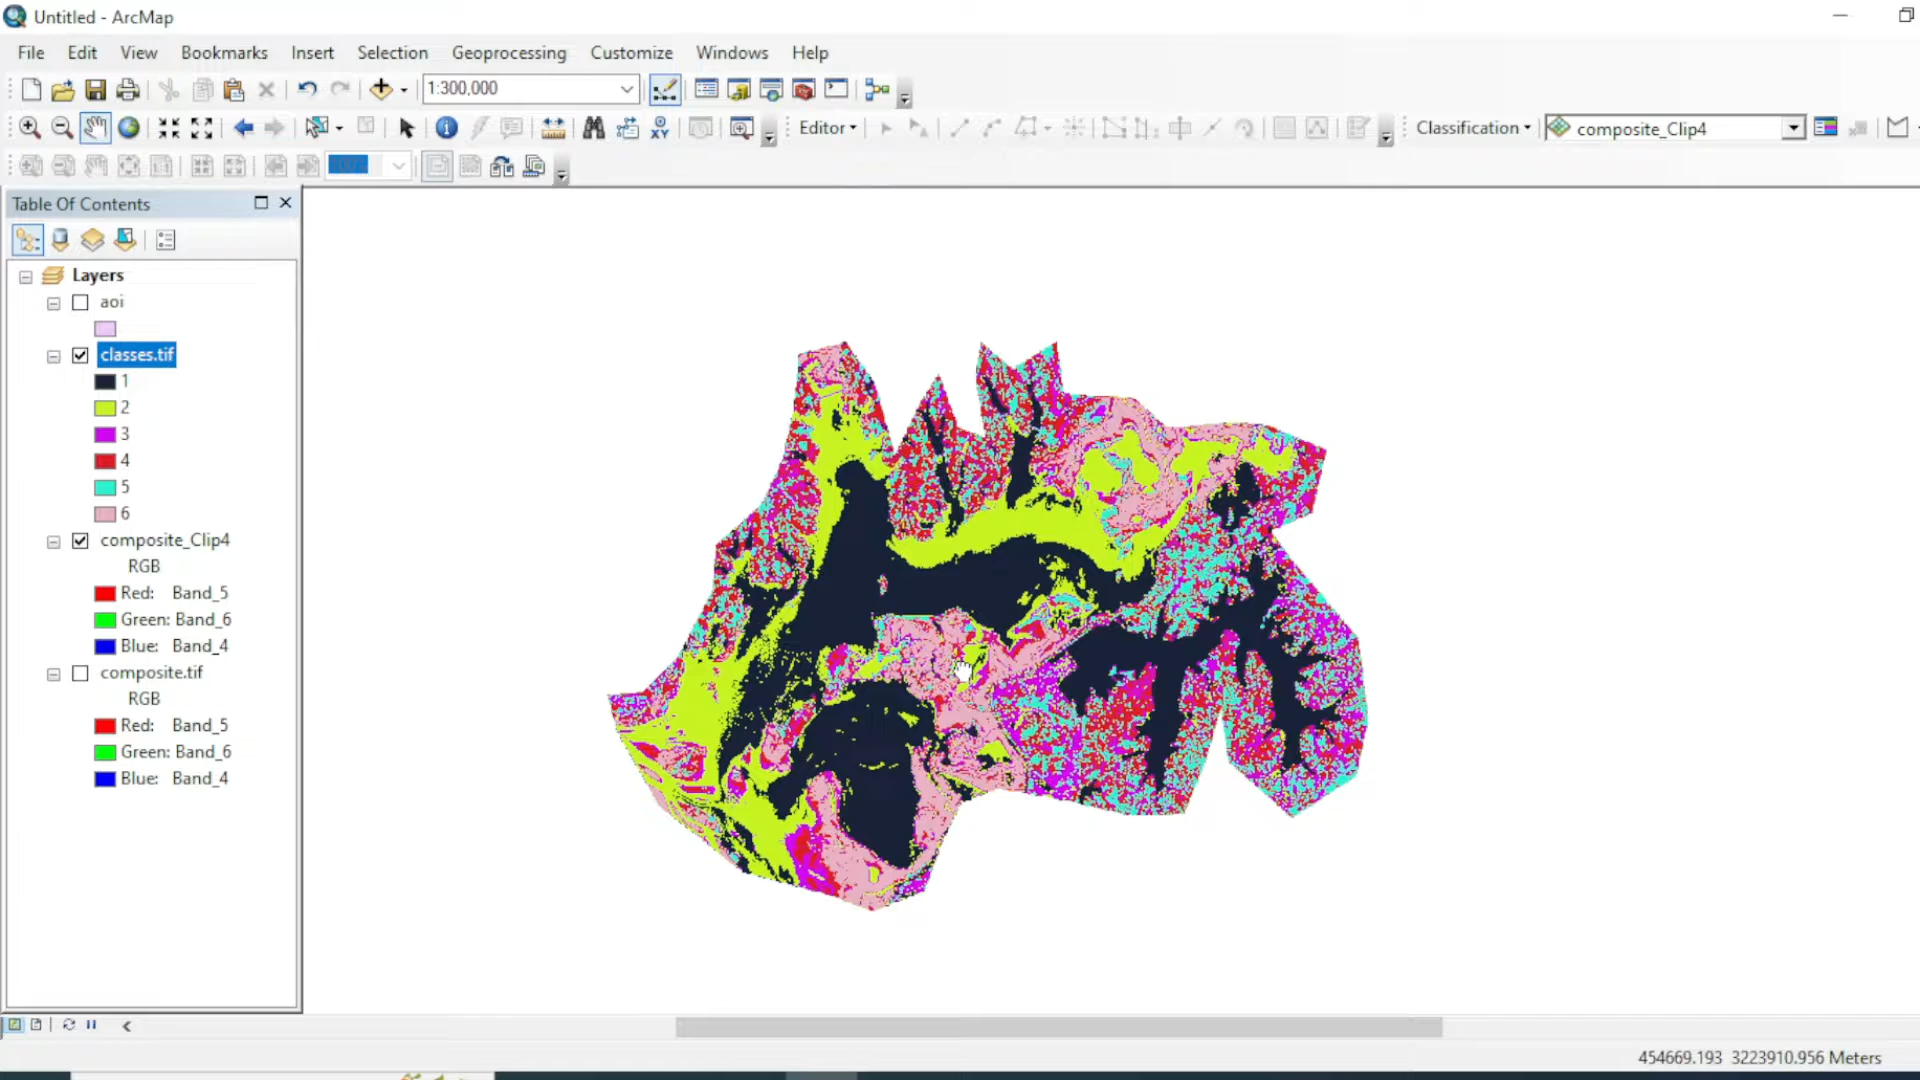 Untitled - ArcMap
File Edit View Bookmarks Insert Selection Geoprocessing Customize Windows Help
1:300,000
Editor Classification composite_Clip4
Table Of Contents
Layers
aoi
classes.tif
1
2
3
4
5
6
composite_Clip4
RGB
Red: Band_5
Green: Band_6
Blue: Band_4
composite.tif
RGB
Red: Band_5
Green: Band_6
Blue: Band_4
454669.193 3223910.956 Meters